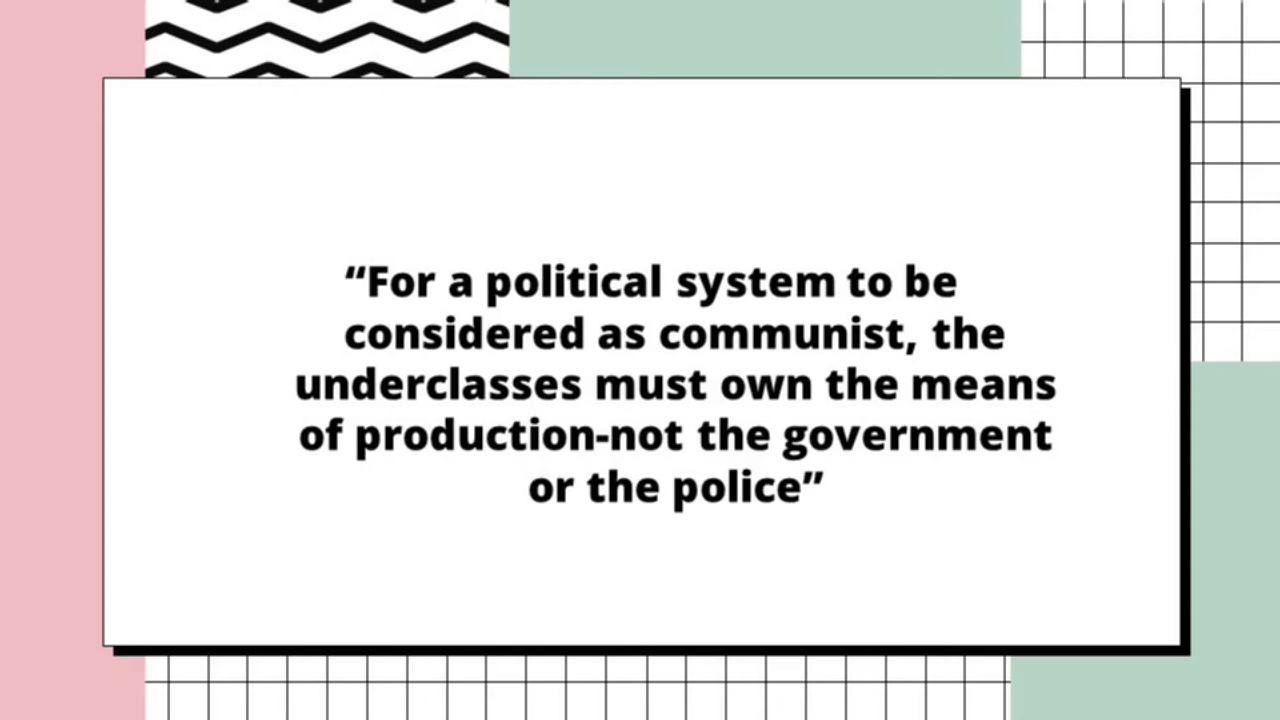 “For a political system to be
considered as communist, the
underclasses must own the means
of production-not the government
or the police”